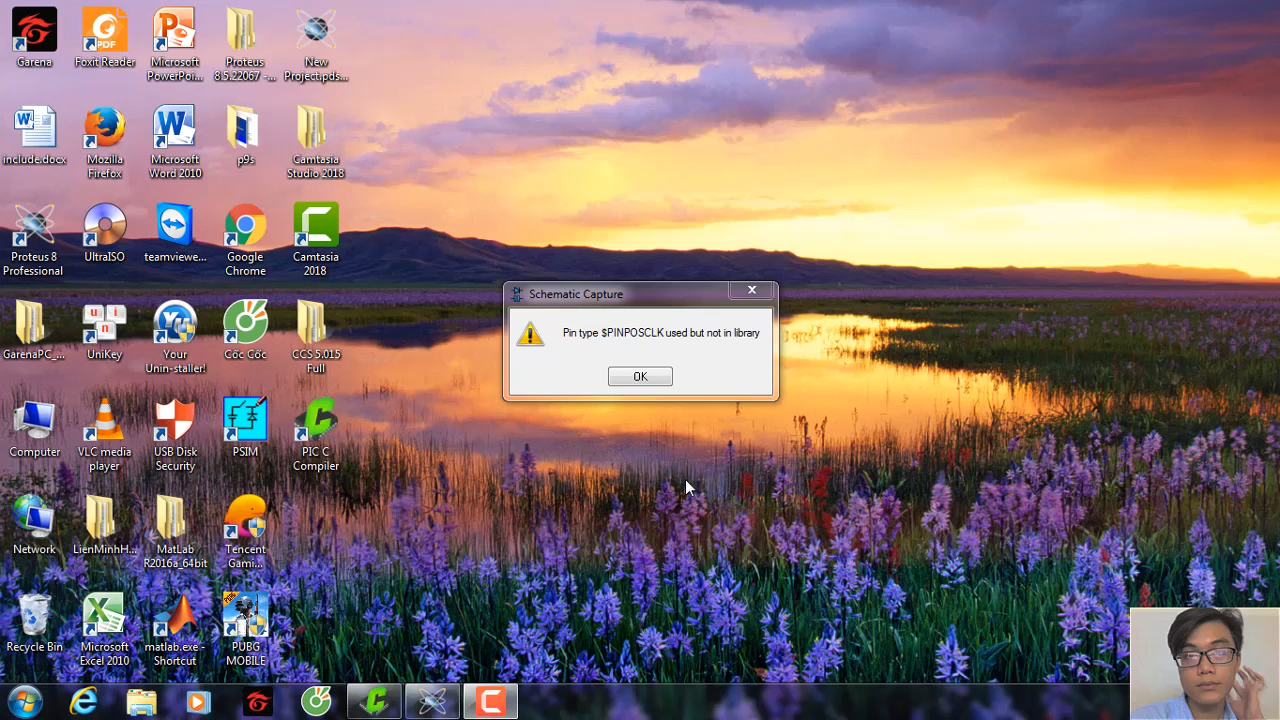 Garena
Foxit Reader
Microsoft
PowerPoi...
Proteus
8.5.22067 -...
New
Project.pds...
include.docx
Mozilla
Firefox
Microsoft
Word 2010
p9s
Camtasia
Studio 2018
Proteus 8
Professional
UltraISO
teamviewe...
Google
Chrome
Camtasia
2018
GarenaPC_...
UniKey
Your
Unin-staller!
Cốc Cốc
CCS 5.015
Full
Computer
VLC media
player
USB Disk
Security
PSIM
PIC C
Compiler
Network
LienMinhH...
MatLab
R2016a_64bit
Tencent
Gami...
Recycle Bin
Microsoft
Excel 2010
matlab.exe -
Shortcut
PUBG
MOBILE
Schematic Capture
Pin type $PINPOSCLK used but not in library
OK